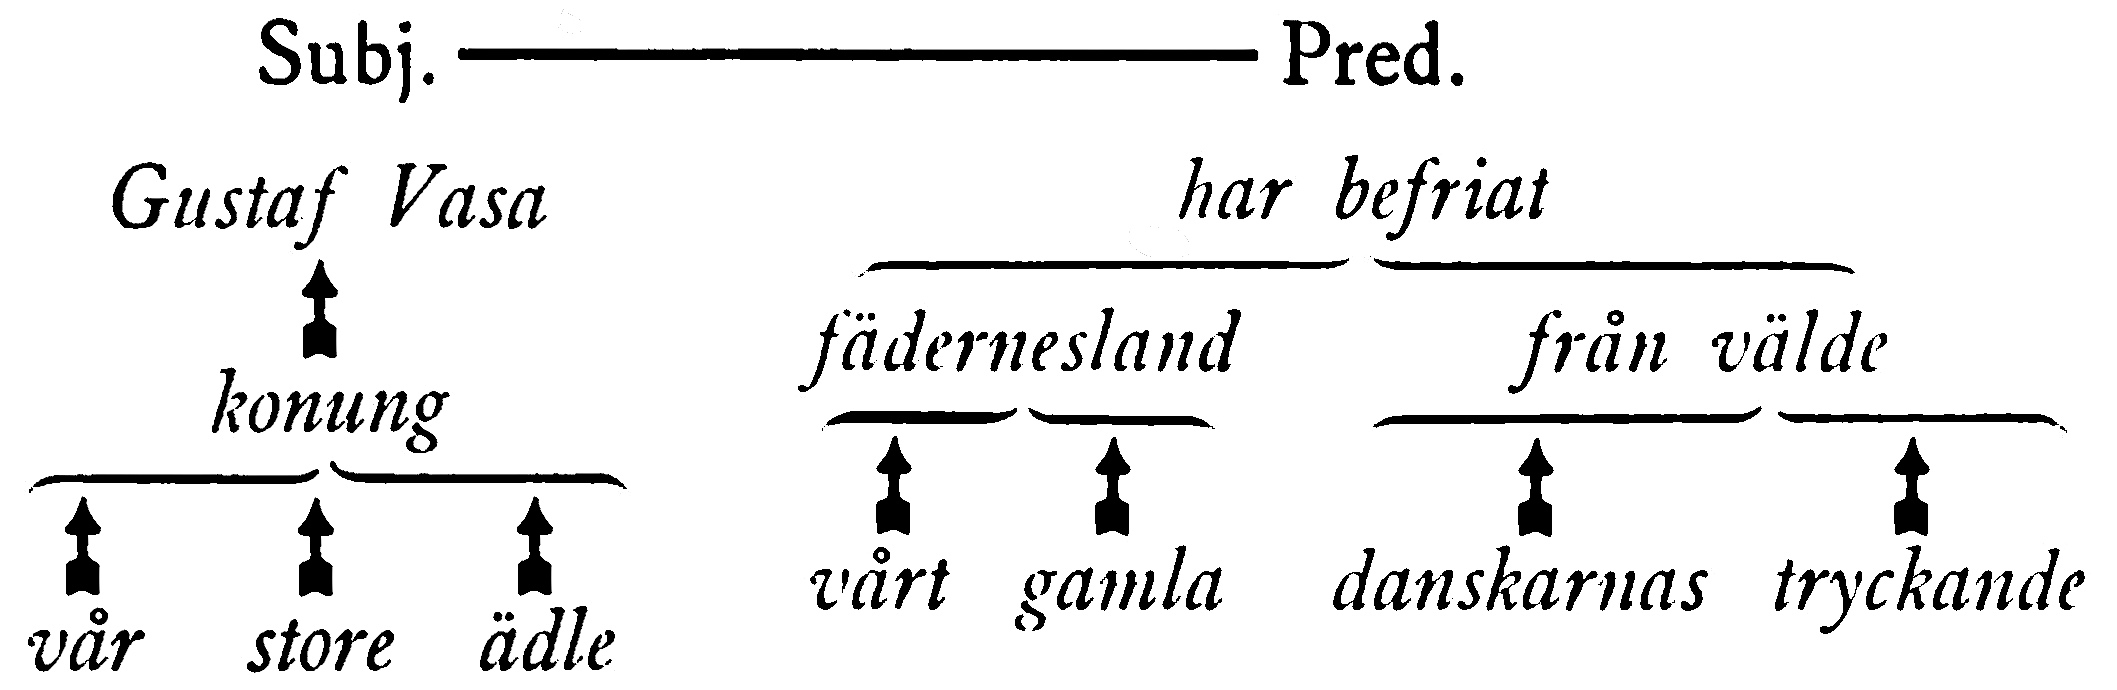 Subj. Pred.
Gustaf Vasa har befriat
fädernesland från välde
konung
vårt gamla danskarnas tryckande
vår store ädle